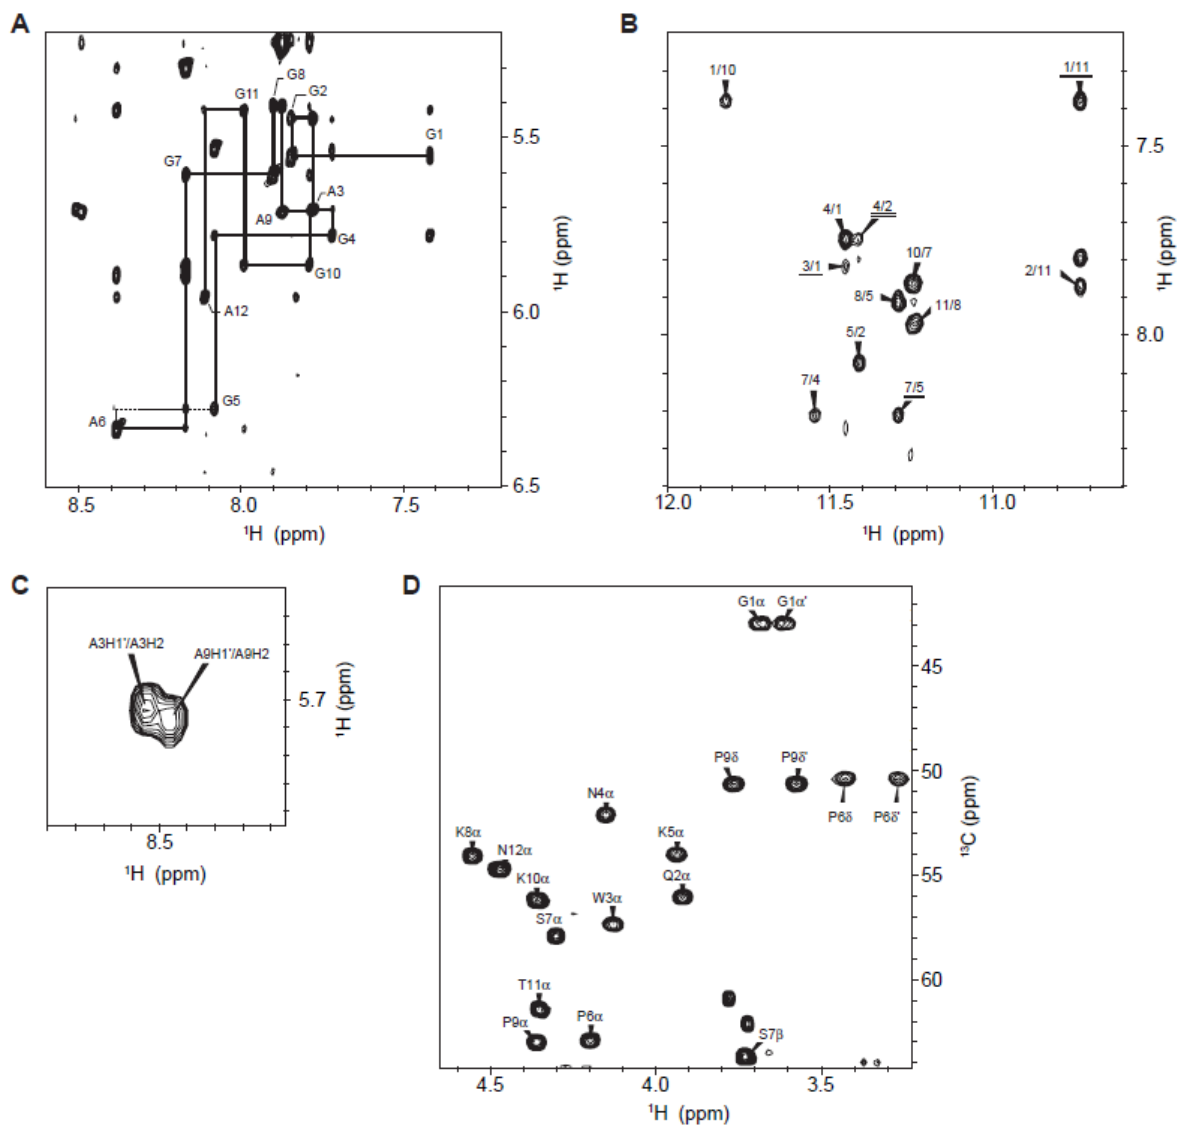 A
G8
G11
G2
G1
G7
A3
A9
G4
G10
A12
G5
A6
5.5
6.0
6.5
¹H (ppm)
8.5
8.0
7.5
¹H (ppm)
B
1/10
1/11
4/1
4/2
3/1
10/7
2/11
8/5
11/8
5/2
7/4
7/5
7.5
8.0
¹H (ppm)
12.0
11.5
11.0
¹H (ppm)
C
A3H1'/A3H2
A9H1'/A9H2
5.7
¹H (ppm)
8.5
¹H (ppm)
D
G1α
G1α'
P9δ
P9δ'
P6δ
P6δ'
N4α
K8α
K5α
N12α
K10α
Q2α
W3α
S7α
T11α
P9α
P6α
S7β
45
50
55
60
¹³C (ppm)
4.5
4.0
3.5
¹H (ppm)